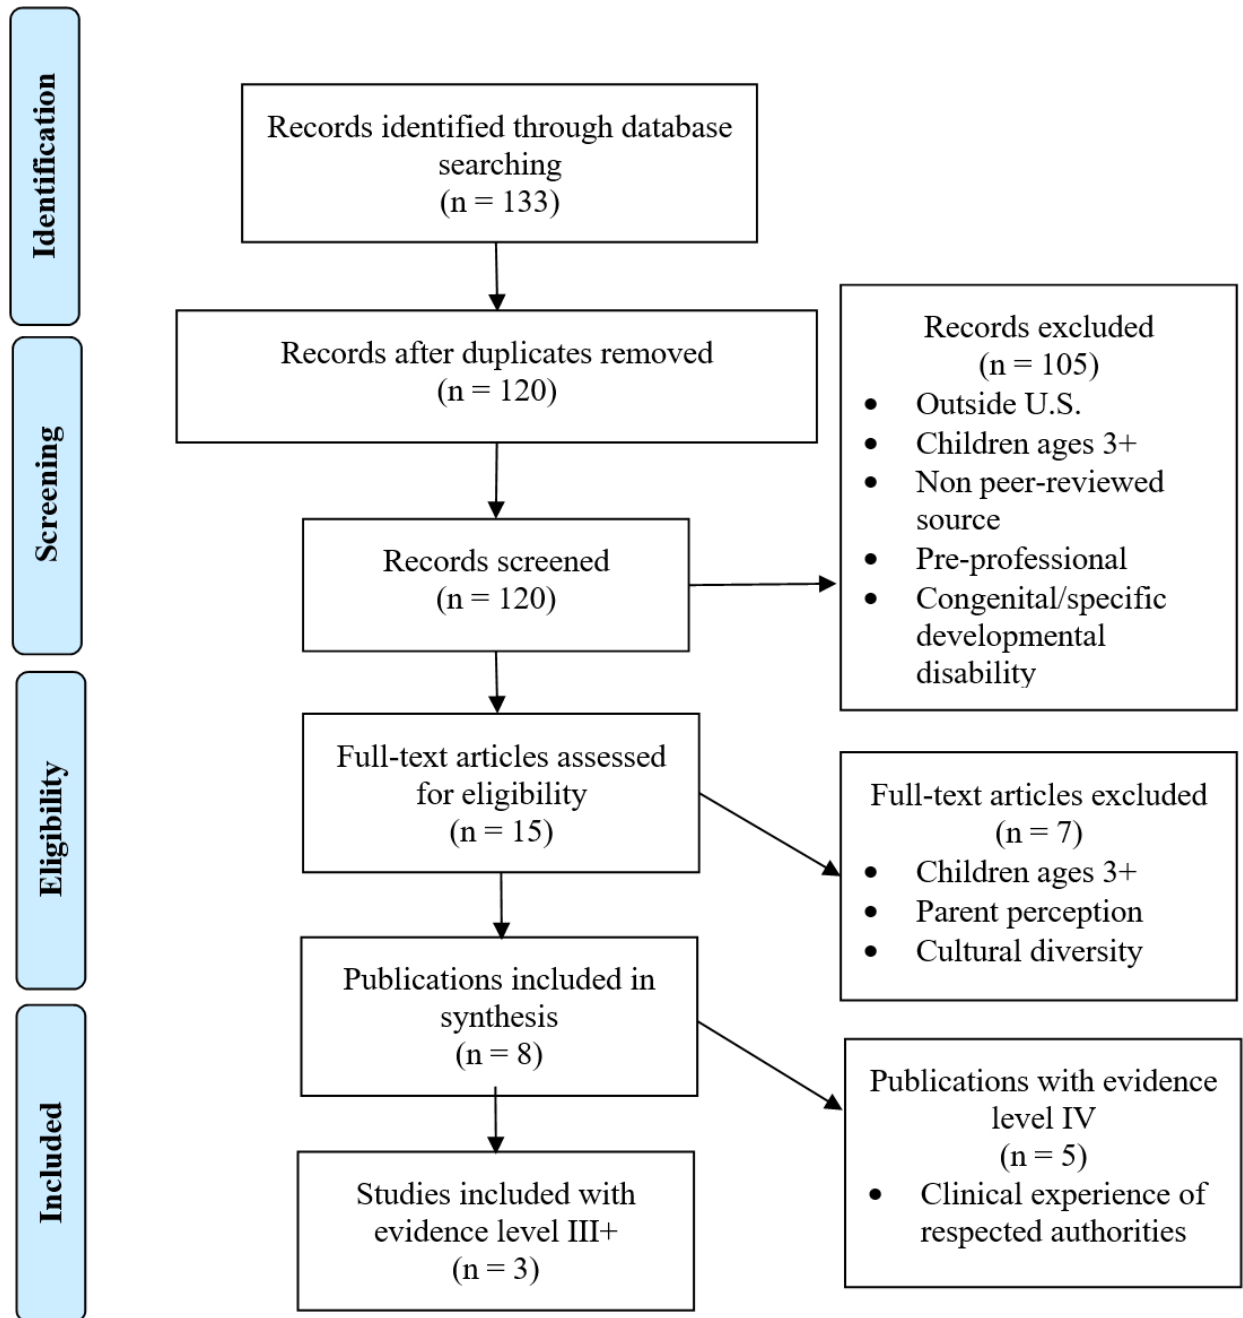 Identification
Records identified through database
searching
(n = 133)
Records after duplicates removed
(n = 120)
Records excluded
(n = 105)
• Outside U.S.
• Children ages 3+
• Non peer-reviewed
source
• Pre-professional
• Congenital/specific
developmental
disability
Screening
Records screened
(n = 120)
Eligibility
Full-text articles assessed
for eligibility
(n = 15)
Full-text articles excluded
(n = 7)
• Children ages 3+
• Parent perception
• Cultural diversity
Publications included in
synthesis
(n = 8)
Publications with evidence
level IV
(n = 5)
• Clinical experience of
respected authorities
Included
Studies included with
evidence level III+
(n = 3)